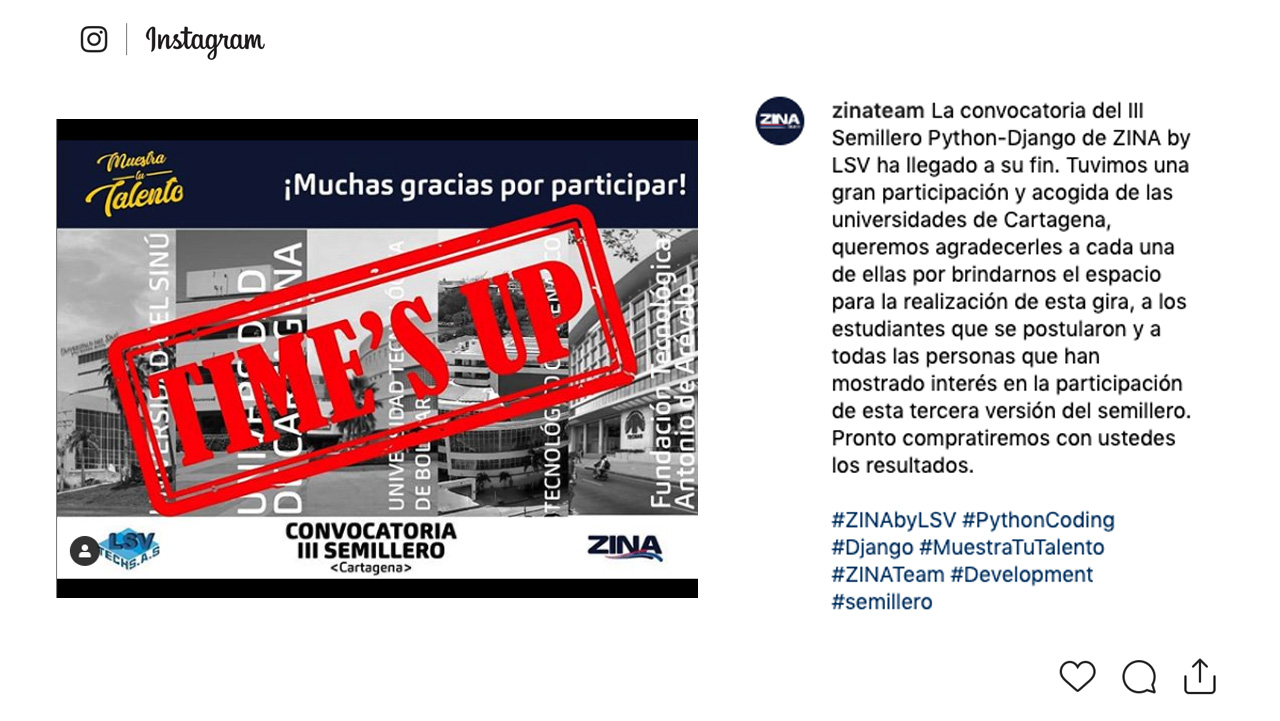 Instagram
Muestra
tu
Talento
¡Muchas gracias por participar!
UNIVERSIDAD DEL SINÚ
UNIVERSIDAD
DE CARTAGENA
UNIVERSIDAD TECNOLÓGICA
DE BOLÍVAR
TECNOLÓGICO
Fundación Tecnológica
Antonio de Arévalo
TIME'S UP
LSV
TECHS.A.S
CONVOCATORIA
III SEMILLERO
<Cartagena>
ZINA
ZINA
zinateam La convocatoria del III
Semillero Python-Django de ZINA by
LSV ha llegado a su fin. Tuvimos una
gran participación y acogida de las
universidades de Cartagena,
queremos agradecerles a cada una
de ellas por brindarnos el espacio
para la realización de esta gira, a los
estudiantes que se postularon y a
todas las personas que han
mostrado interés en la participación
de esta tercera versión del semillero.
Pronto compratiremos con ustedes
los resultados.
#ZINAbyLSV #PythonCoding
#Django #MuestraTuTalento
#ZINATeam #Development
#semillero